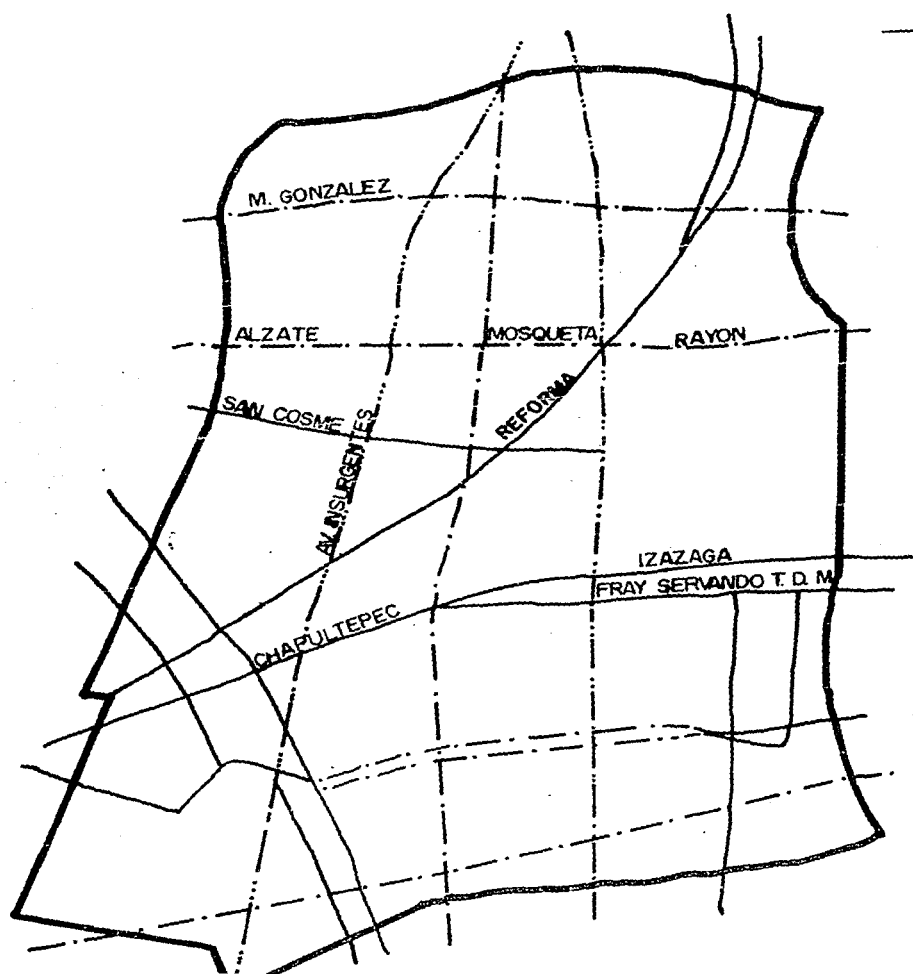 M. GONZALEZ
ALZATE
MOSQUETA
RAYON
REFORMA
SAN COSME
AV. INSURGENTES
IZAZAGA
FRAY SERVANDO T. D. M.
CHAPULTEPEC